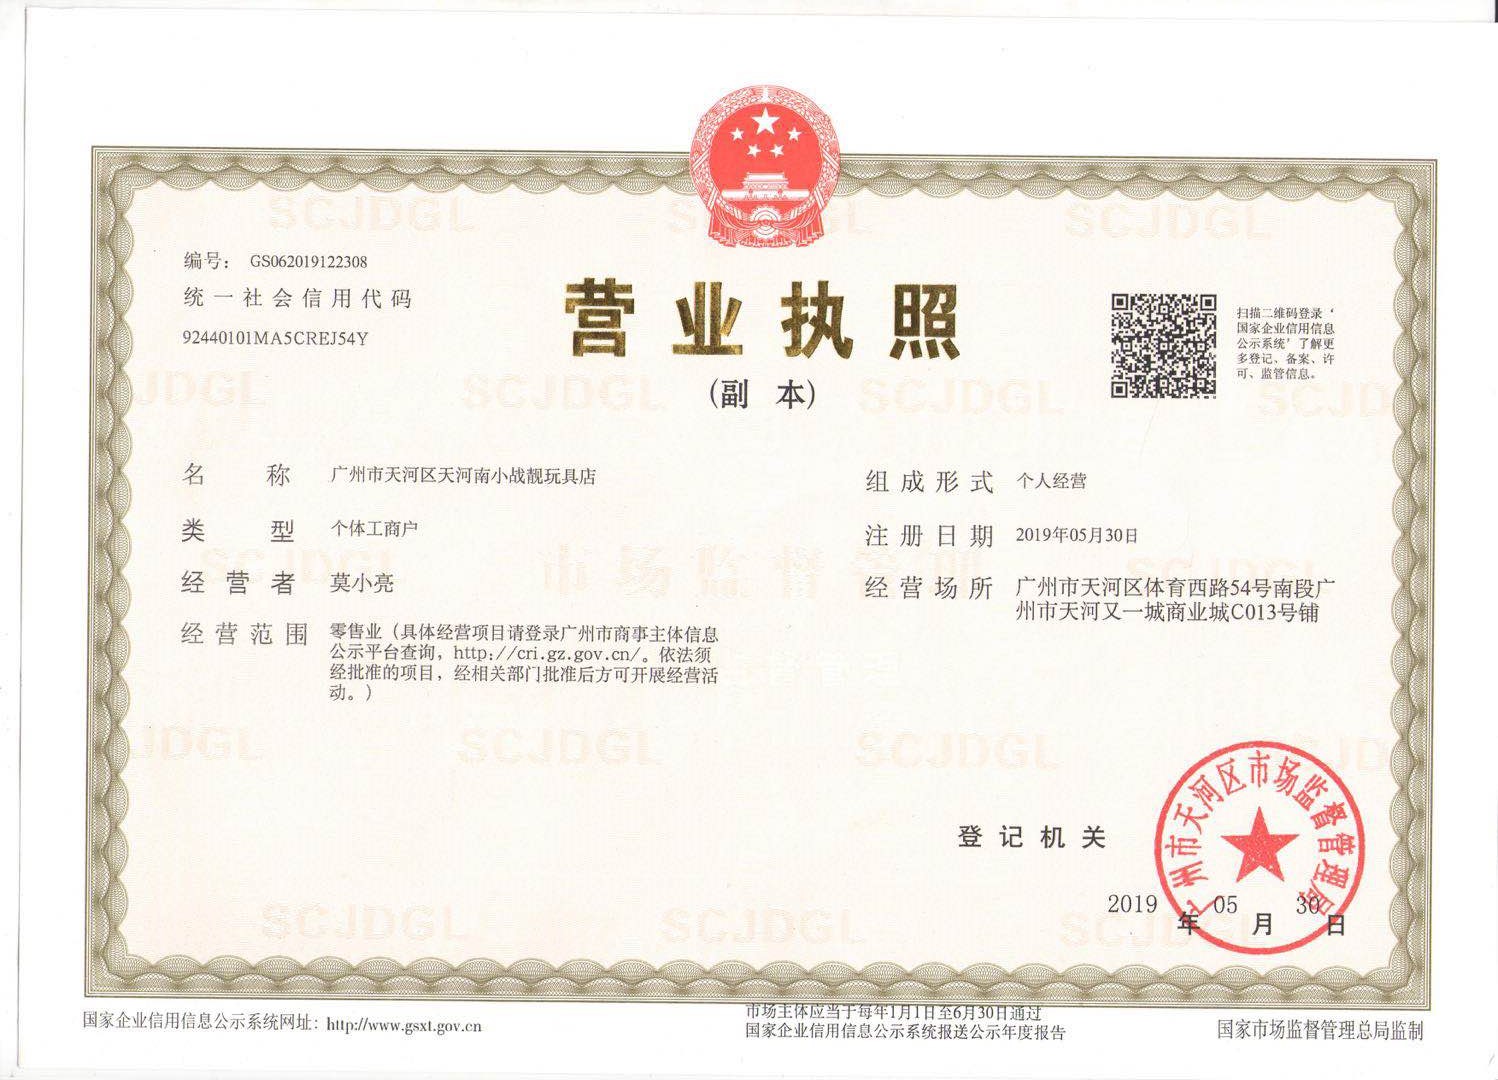 编号： GS062019122308
统一社会信用代码
92440101MA5CREJ54Y
营业执照
(副 本)
扫描二维码登录‘
国家企业信用信息
公示系统’了解更
多登记、备案、许
可、监管信息。
名 称 广州市天河区天河南小战靓玩具店
类 型 个体工商户
经营者 莫小亮
经营范围 零售业（具体经营项目请登录广州市商事主体信息
公示平台查询，http://cri.gz.gov.cn/。依法须
经批准的项目，经相关部门批准后方可开展经营活
动。）
组成形式 个人经营
注册日期 2019年05月30日
经营场所 广州市天河区体育西路54号南段广
州市天河又一城商业城C013号铺
登记机关
广州市天河区市场监督管理局
2019 年 05 月 30 日
国家企业信用信息公示系统网址：http://www.gsxt.gov.cn
市场主体应当于每年1月1日至6月30日通过
国家企业信用信息公示系统报送公示年度报告
国家市场监督管理总局监制